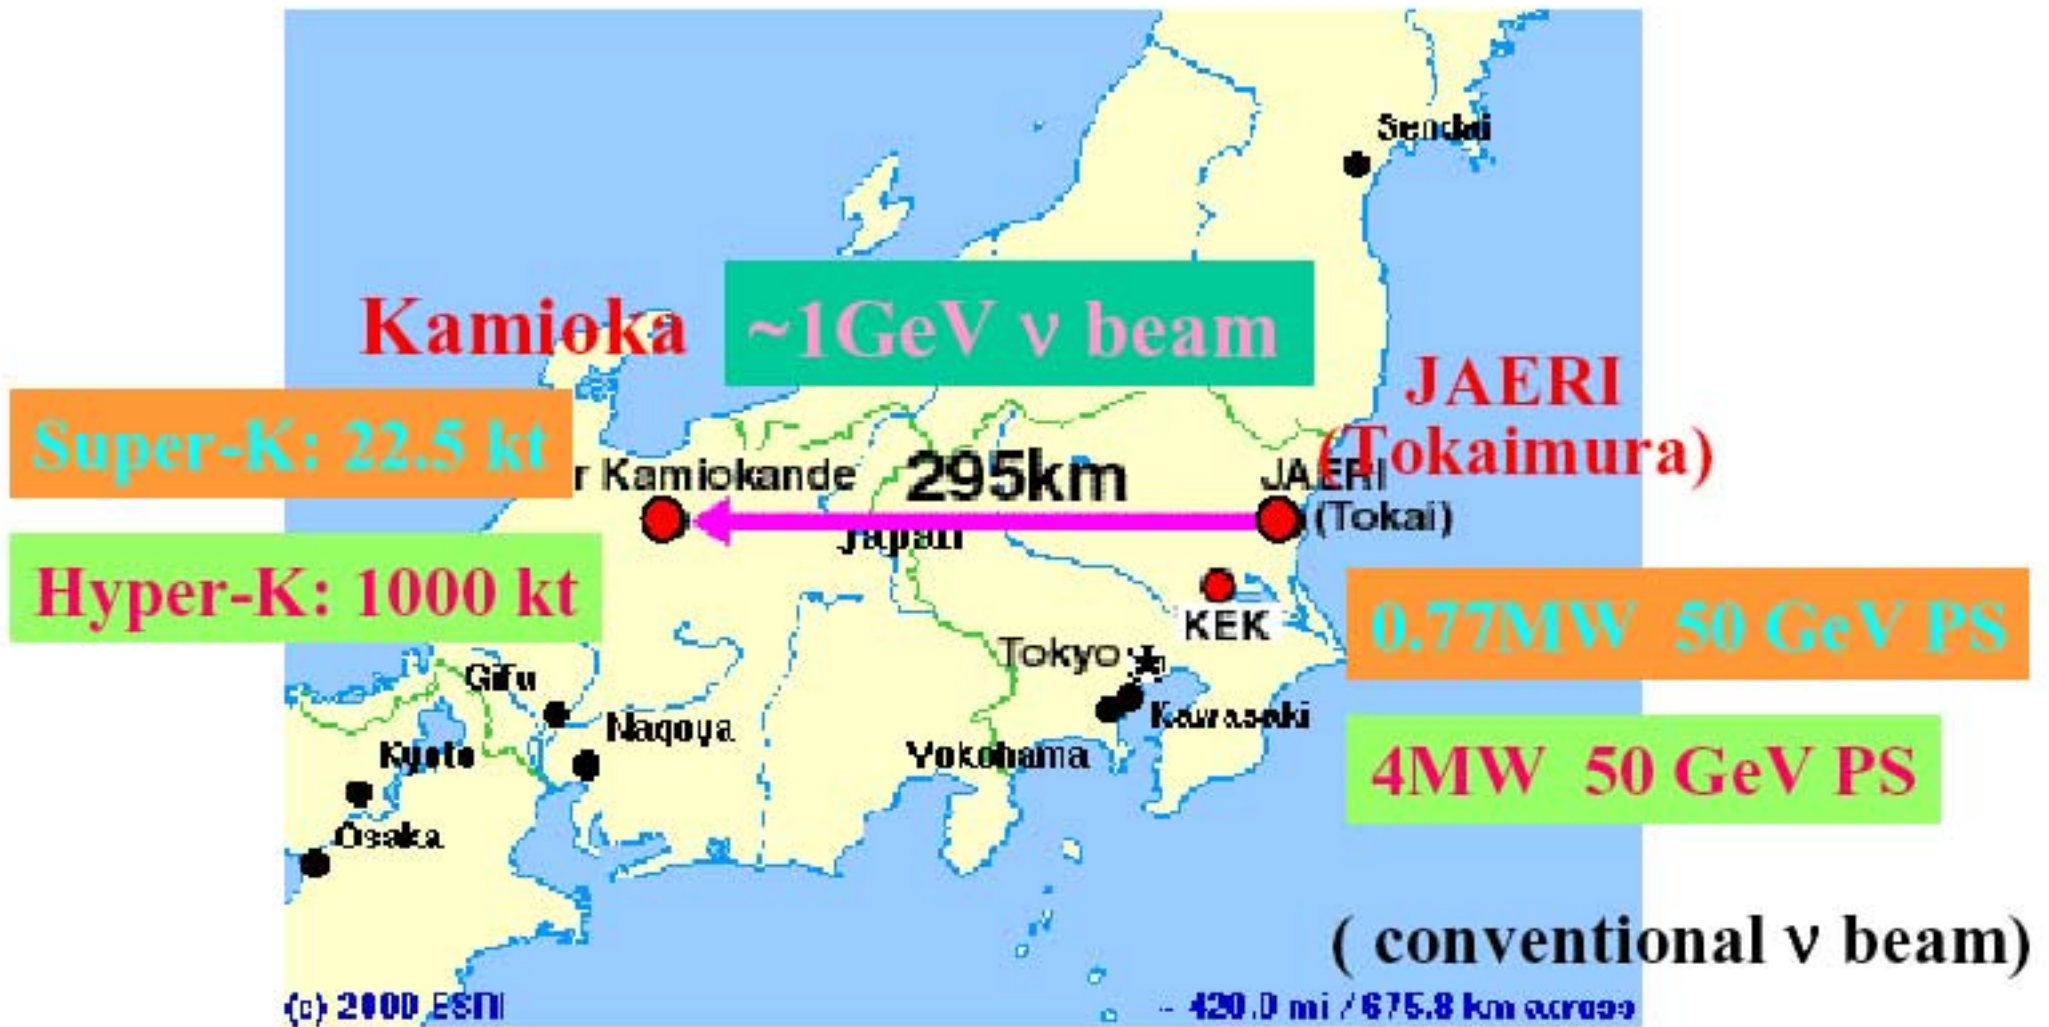 Sendai
Kamioka
~1GeV ν beam
JAERI
(Tokaimura)
Super-K: 22.5 kt
r Kamiokande
295km
JAERI
(Tokai)
Japan
Hyper-K: 1000 kt
KEK
0.77MW 50 GeV PS
Tokyo
Gifu
Nagoya
Kawasaki
Kyoto
Yokohama
4MW 50 GeV PS
Osaka
( conventional ν beam)
(c) 2000 ESRI
- 420.0 mi / 675.8 km across